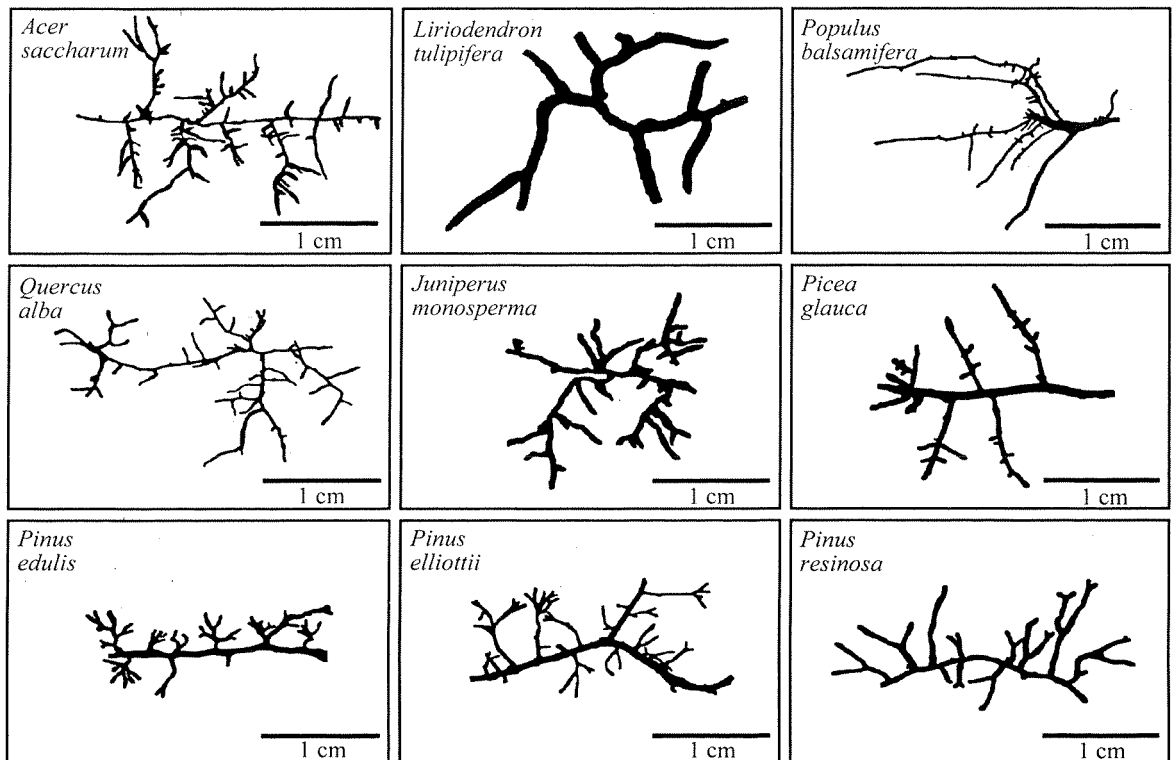 Acer
saccharum
1 cm
Liriodendron
tulipifera
1 cm
Populus
balsamifera
1 cm
Quercus
alba
1 cm
Juniperus
monosperma
1 cm
Picea
glauca
1 cm
Pinus
edulis
1 cm
Pinus
elliottii
1 cm
Pinus
resinosa
1 cm